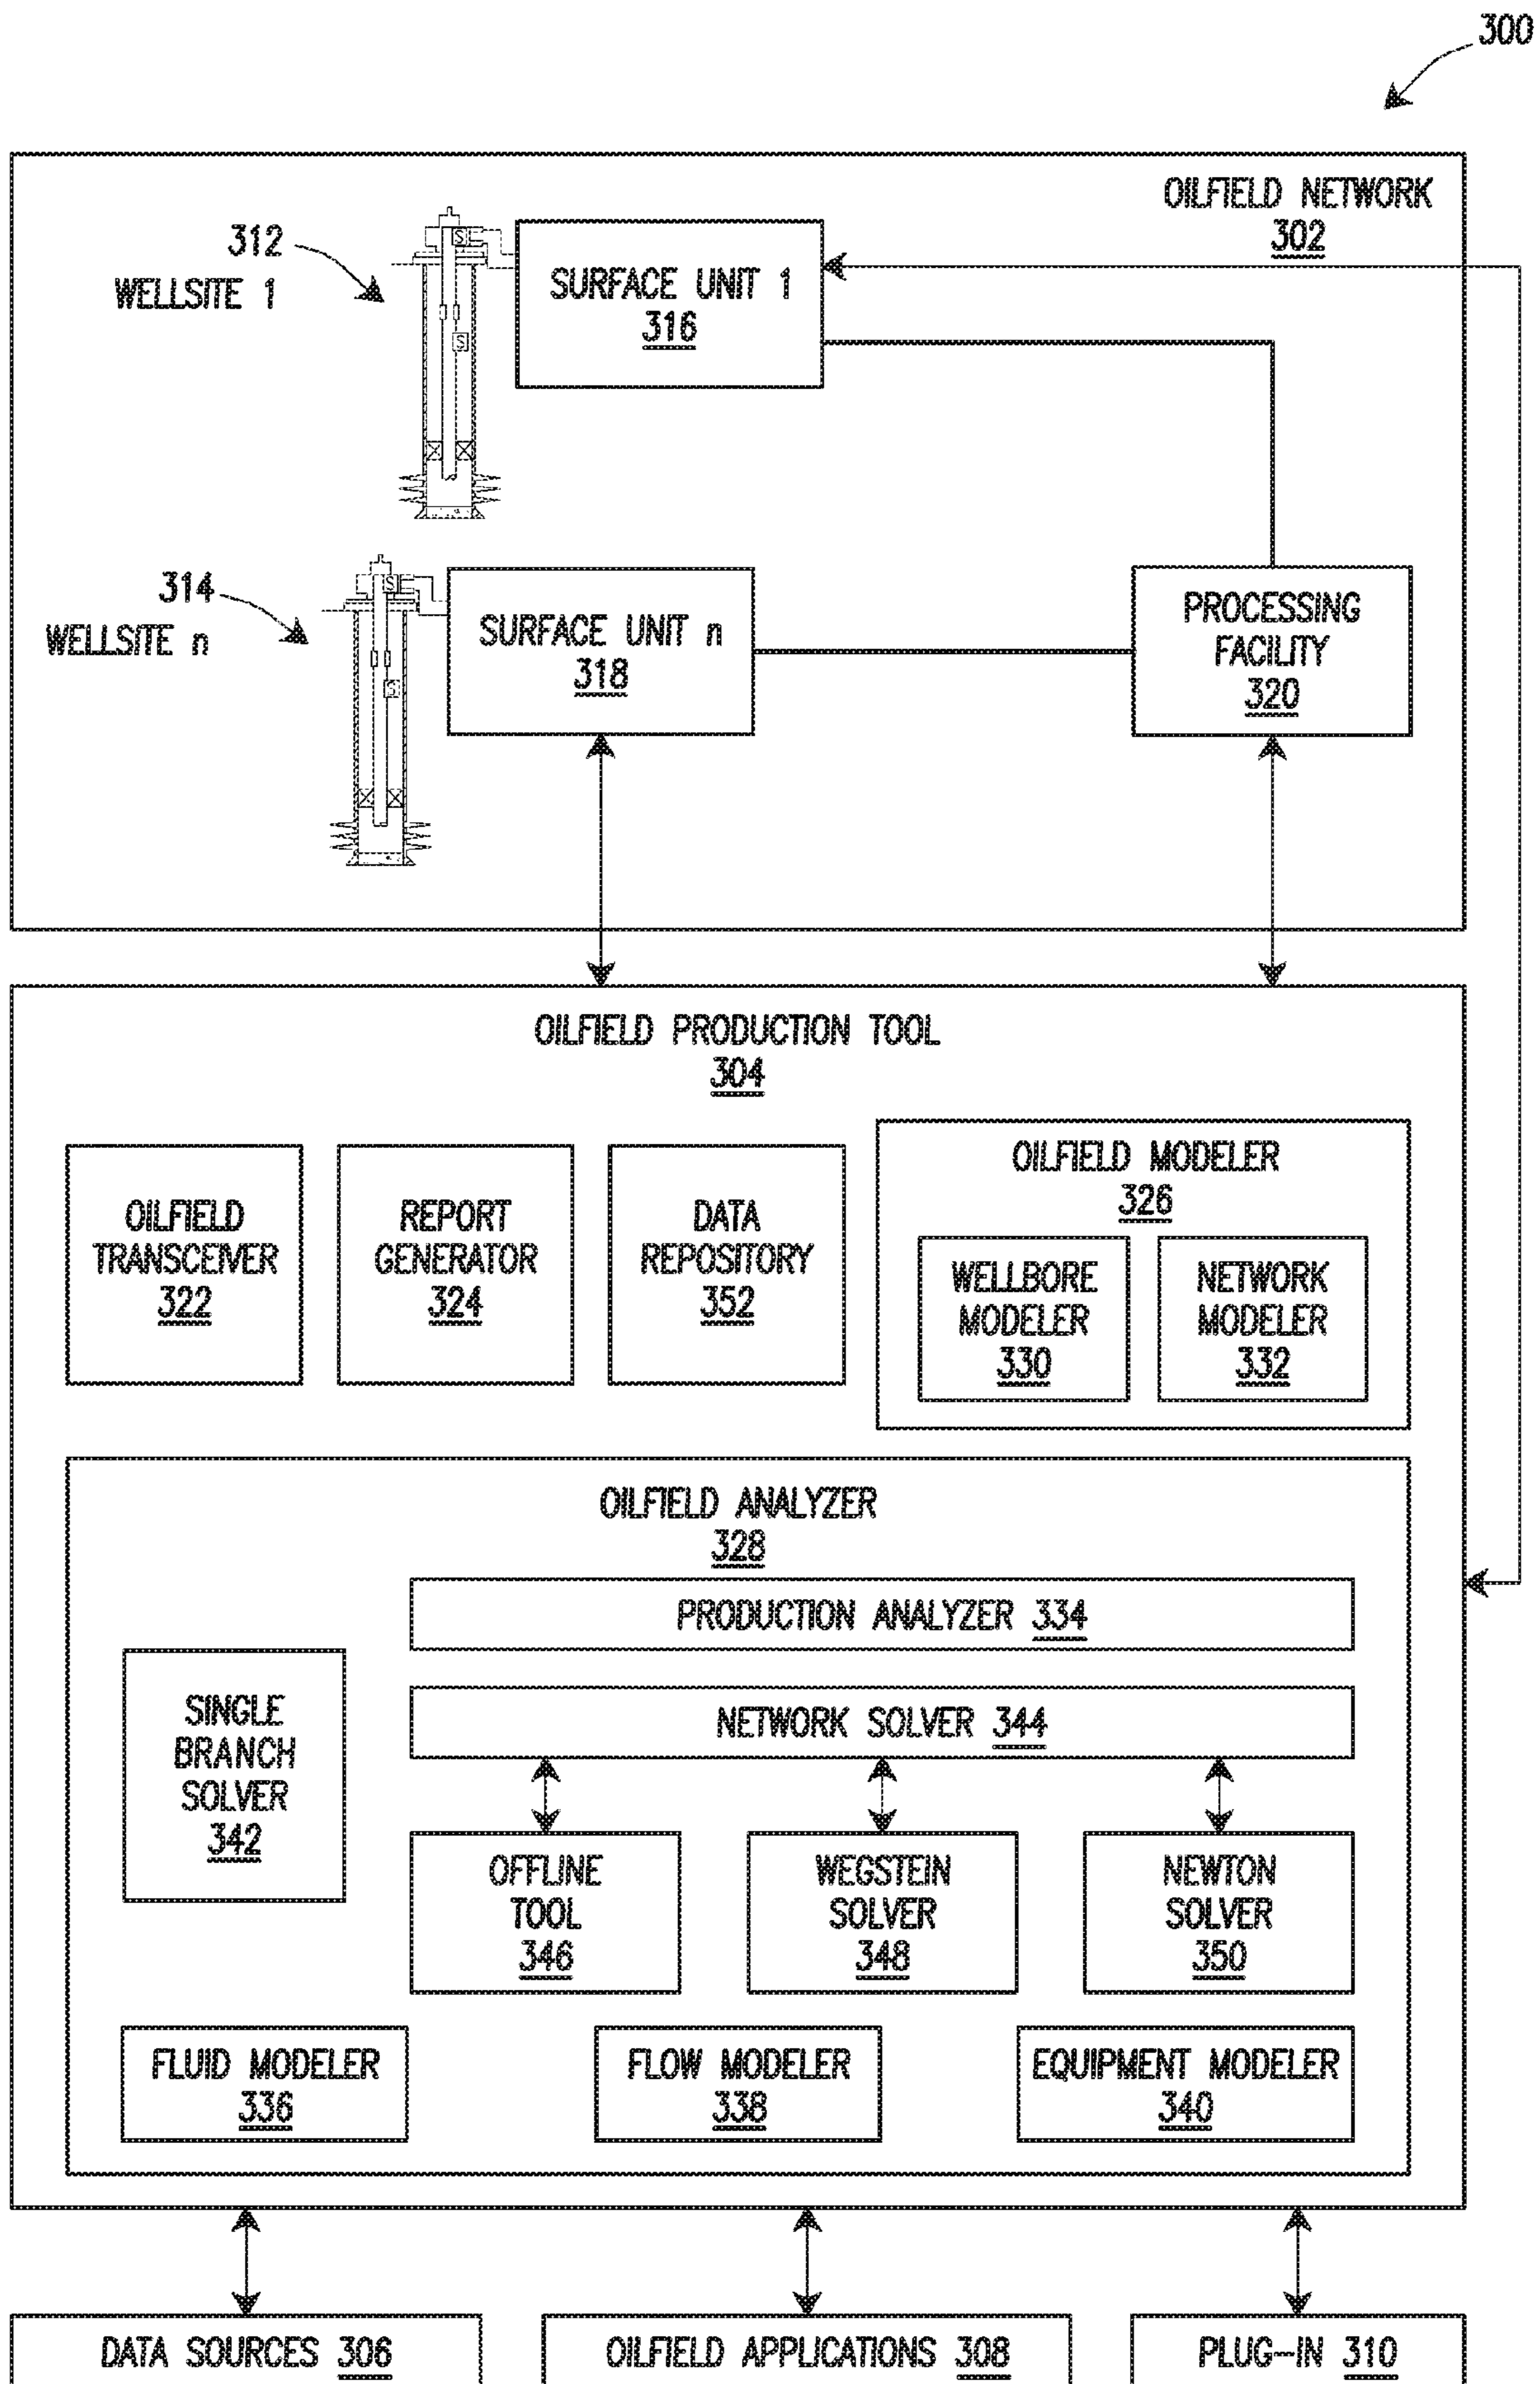 300
OILFIELD NETWORK
302
312
WELLSITE 1
S
S
SURFACE UNIT 1
316
314
WELLSITE n
S
S
SURFACE UNIT n
318
PROCESSING
FACILITY
320
OILFIELD PRODUCTION TOOL
304
OILFIELD
TRANSCEIVER
322
REPORT
GENERATOR
324
DATA
REPOSITORY
352
OILFIELD MODELER
326
WELLBORE
MODELER
330
NETWORK
MODELER
332
OILFIELD ANALYZER
328
PRODUCTION ANALYZER 334
SINGLE
BRANCH
SOLVER
342
NETWORK SOLVER 344
OFFLINE
TOOL
346
WEGSTEIN
SOLVER
348
NEWTON
SOLVER
350
FLUID MODELER
336
FLOW MODELER
338
EQUIPMENT MODELER
340
DATA SOURCES 306
OILFIELD APPLICATIONS 308
PLUG-IN 310